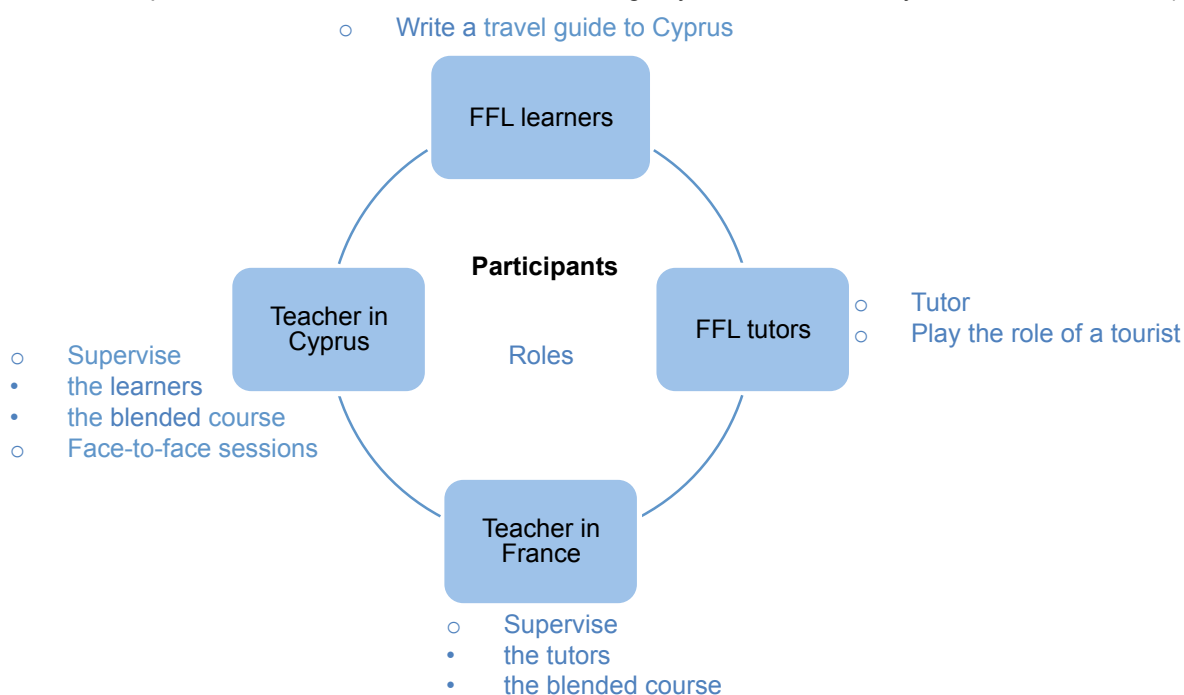 ○ Write a travel guide to Cyprus
FFL learners
Participants
Roles
Teacher in
Cyprus
○ Supervise
• the learners
• the blended course
○ Face-to-face sessions
FFL tutors
○ Tutor
○ Play the role of a tourist
Teacher in
France
○ Supervise
• the tutors
• the blended course